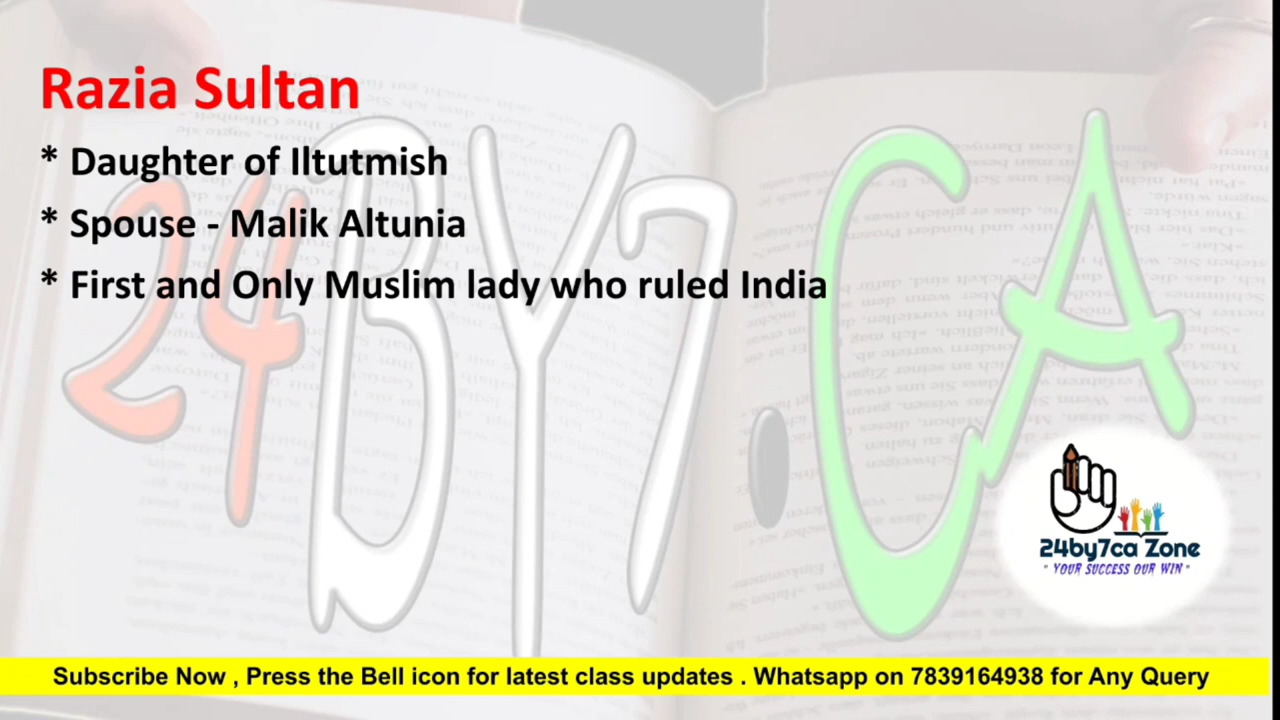 Razia Sultan
* Daughter of Iltutmish
* Spouse - Malik Altunia
* First and Only Muslim lady who ruled India
24BY7.CA
24by7ca Zone
" YOUR SUCCESS OUR WIN "
Subscribe Now , Press the Bell icon for latest class updates . Whatsapp on 7839164938 for Any Query